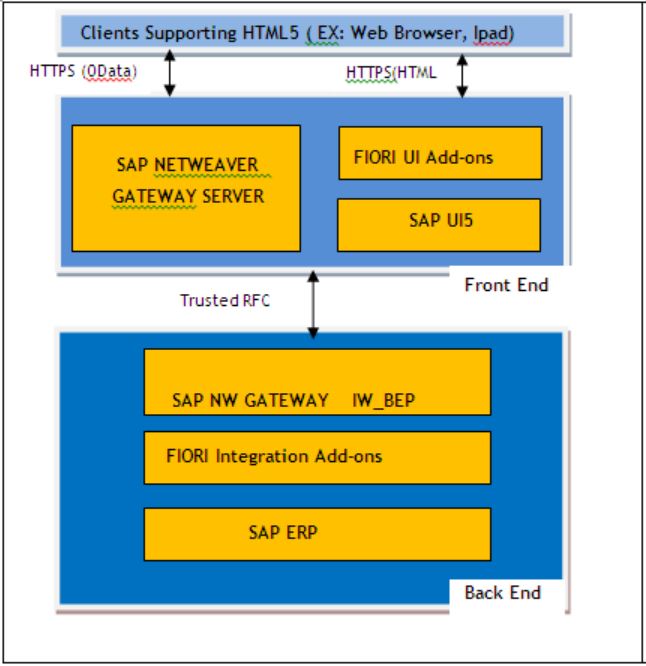 Clients Supporting HTML5 ( EX: Web Browser, Ipad)
HTTPS (OData)
HTTPS(HTML
SAP NETWEAVER
GATEWAY SERVER
FIORI UI Add-ons
SAP UI5
Front End
Trusted RFC
SAP NW GATEWAY IW_BEP
FIORI Integration Add-ons
SAP ERP
Back End